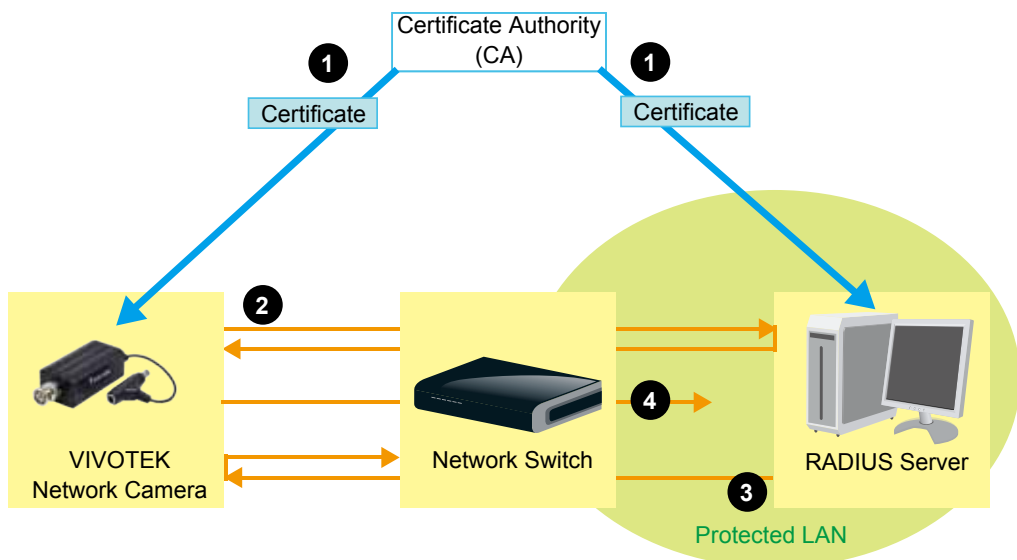 Certificate Authority
(CA)
1
1
Certificate
Certificate
2
4
VIVOTEK
Network Camera
Network Switch
RADIUS Server
3
Protected LAN